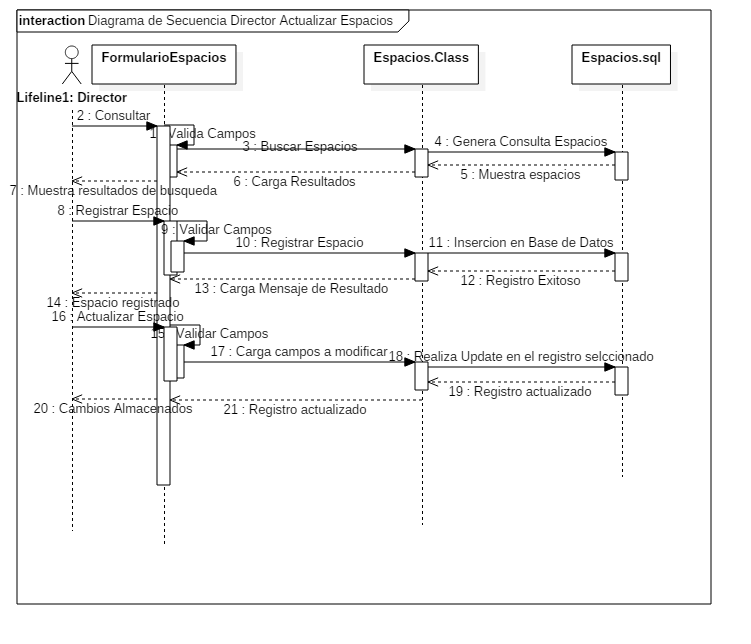 interaction Diagrama de Secuencia Director Actualizar Espacios
FormularioEspacios
Espacios.Class
Espacios.sql
Lifeline1: Director
2 : Consultar
1 : Valida Campos
3 : Buscar Espacios
4 : Genera Consulta Espacios
5 : Muestra espacios
6 : Carga Resultados
7 : Muestra resultados de busqueda
8 : Registrar Espacio
9 : Validar Campos
10 : Registrar Espacio
11 : Insercion en Base de Datos
12 : Registro Exitoso
13 : Carga Mensaje de Resultado
14 : Espacio registrado
16 : Actualizar Espacio
15 : Validar Campos
17 : Carga campos a modificar
18 : Realiza Update en el registro selccionado
19 : Registro actualizado
20 : Cambios Almacenados
21 : Registro actualizado